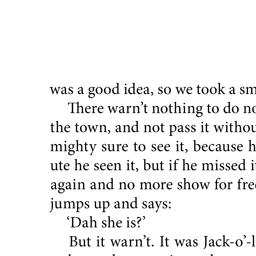 was a good idea, so we took a sm
There warn’t nothing to do no
the town, and not pass it withou
mighty sure to see it, because h
ute he seen it, but if he missed i
again and no more show for fre
jumps up and says:
‘Dah she is?’
But it warn’t. It was Jack-o’-l